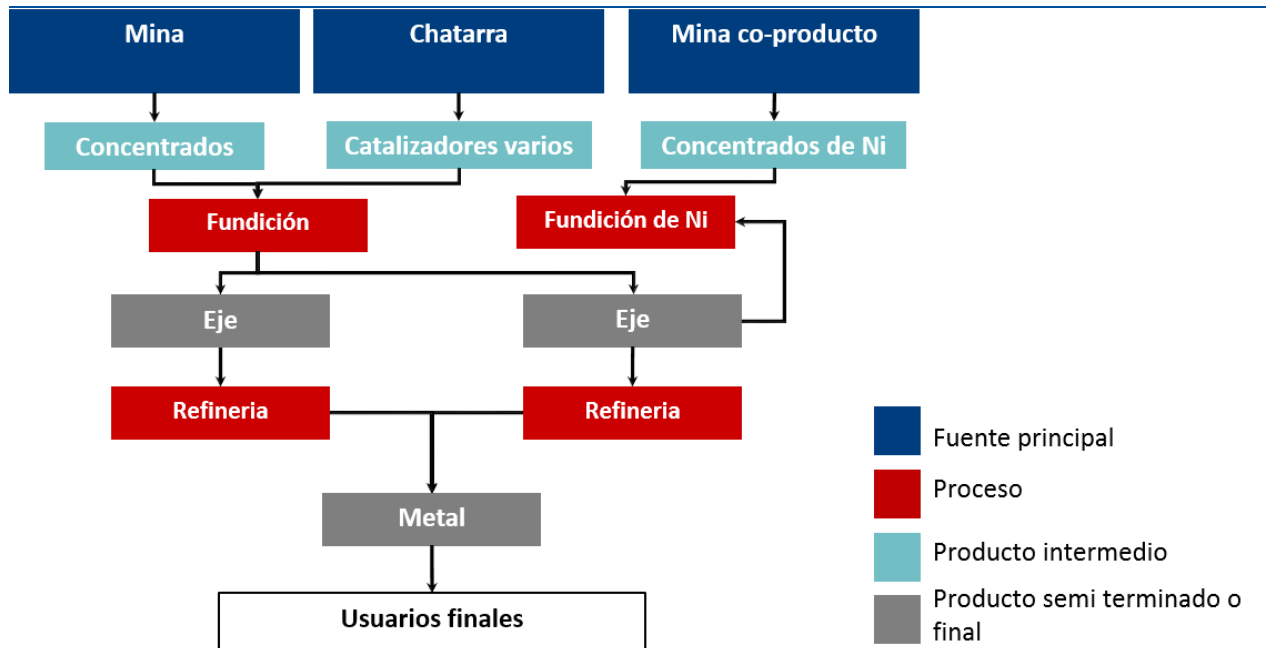 Mina
Chatarra
Mina co-producto
Concentrados
Catalizadores varios
Concentrados de Ni
Fundición
Fundición de Ni
Eje
Eje
Refineria
Refineria
Metal
Usuarios finales
Fuente principal
Proceso
Producto intermedio
Producto semi terminado o
final